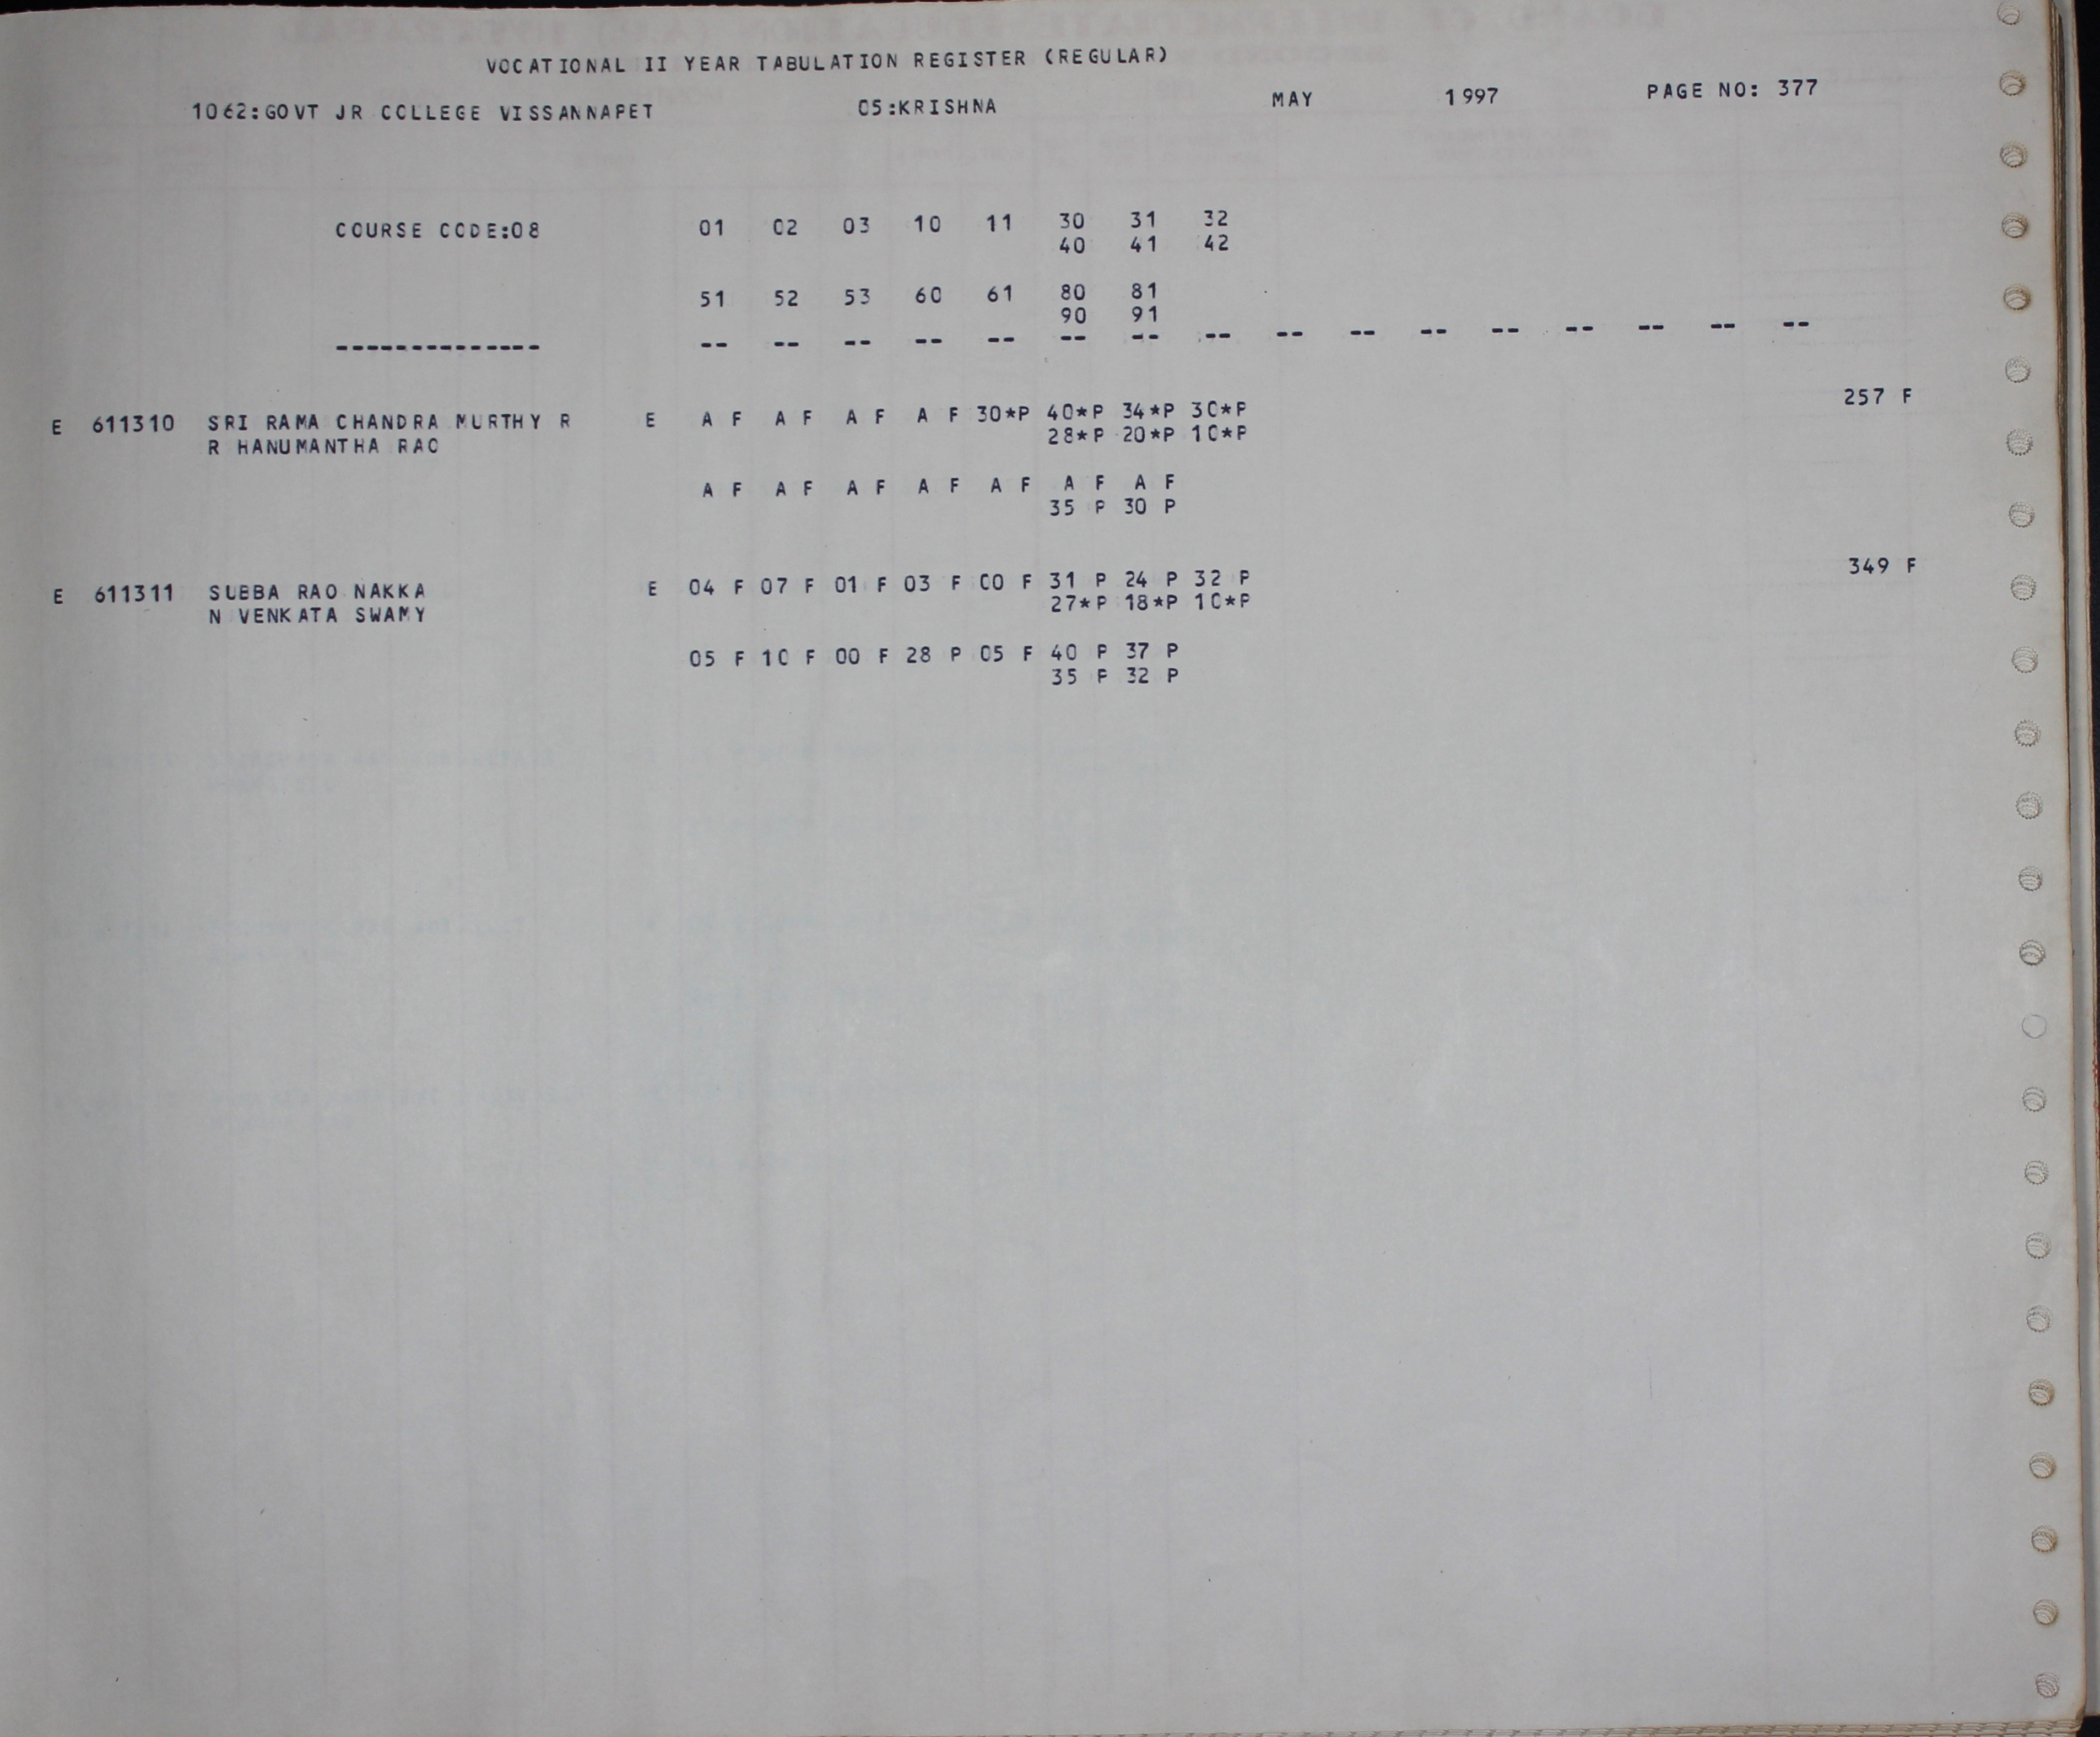 VOCATIONAL II YEAR TABULATION REGISTER (REGULAR)
1062:GOVT JR COLLEGE VISSANNAPET 05:KRISHNA MAY 1997 PAGE NO: 377
COURSE CODE:08 01 02 03 10 11 30 31 32
40 41 42
51 52 53 60 61 80 81
90 91
-------------- -- -- -- -- -- -- -- -- -- -- -- -- -- -- -- --
E 611310 SRI RAMA CHANDRA MURTHY R E A F A F A F A F 30*P 40*P 34*P 30*P 257 F
R HANUMANTHA RAO 28*P 20*P 10*P
A F A F A F A F A F A F A F
35 P 30 P
E 611311 SUBBA RAO NAKKA E 04 F 07 F 01 F 03 F 00 F 31 P 24 P 32 P 349 F
N VENKATA SWAMY 27*P 18*P 10*P
05 F 10 F 00 F 28 P 05 F 40 P 37 P
35 P 32 P